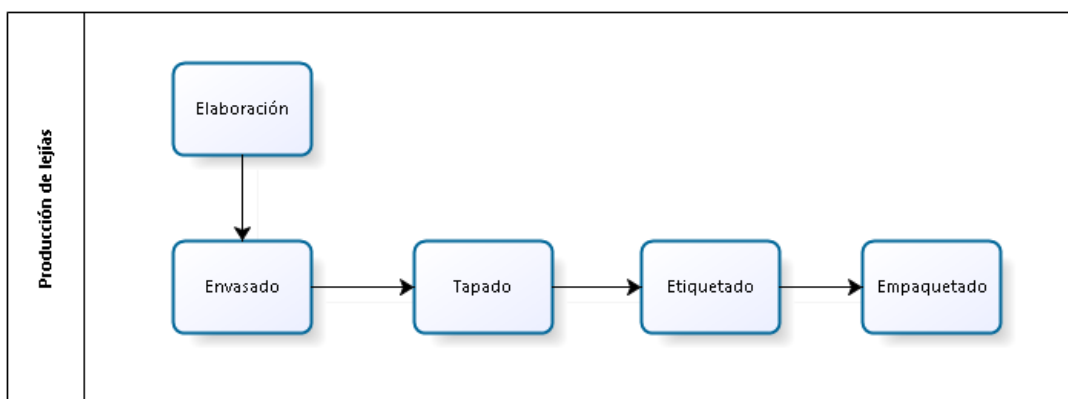 Producción de lejías
Elaboración
Envasado
Tapado
Etiquetado
Empaquetado